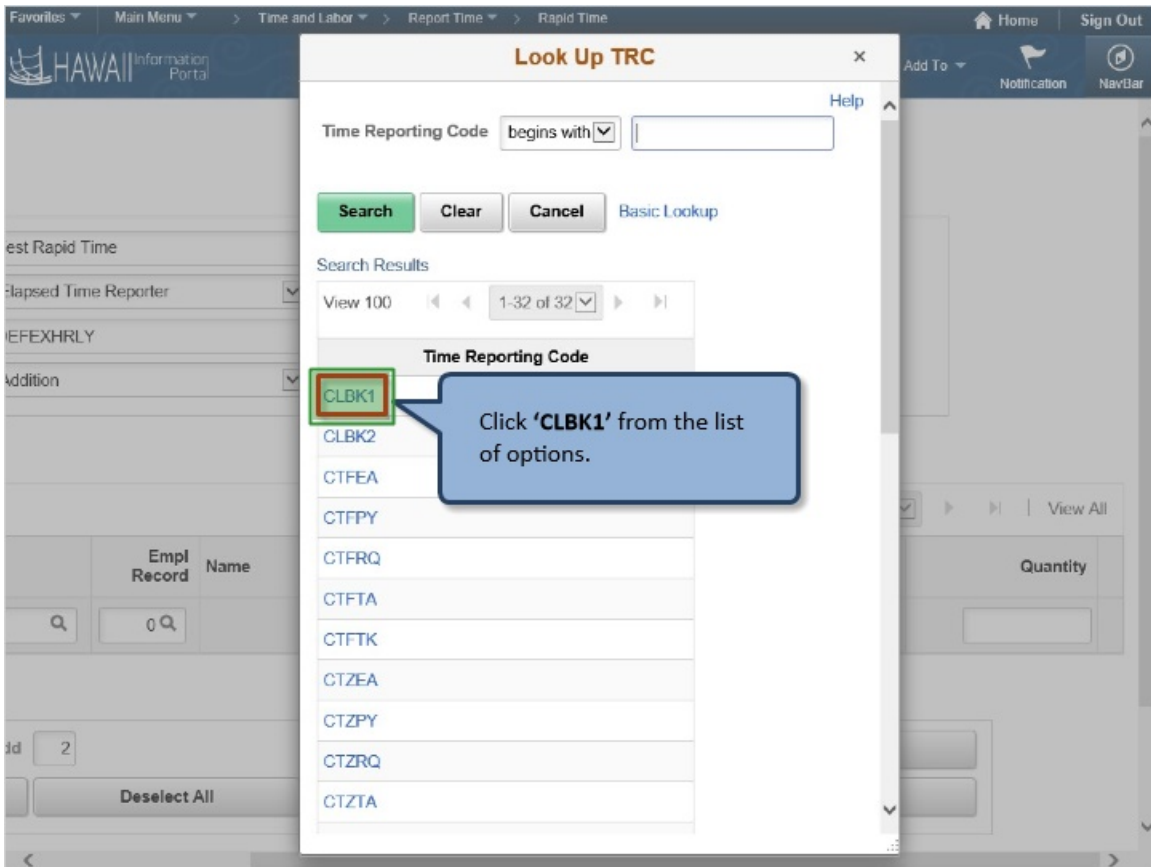 Favorites Main Menu > Time and Labor > Report Time > Rapid Time Home Sign Out
HAWAII Information Portal
Add To Notification NavBar
Look Up TRC ×
Help
Time Reporting Code begins with
Search Clear Cancel Basic Lookup
est Rapid Time
Search Results
Elapsed Time Reporter
View 100 1-32 of 32
DEFEXHRLY
Time Reporting Code
Addition
CLBK1
Click ‘CLBK1’ from the list
of options.
CLBK2
CTFEA
CTFPY
View All
Empl Record Name
CTFRQ
Quantity
CTFTA
0
CTFTK
CTZEA
CTZPY
dd 2
CTZRQ
Deselect All
CTZTA